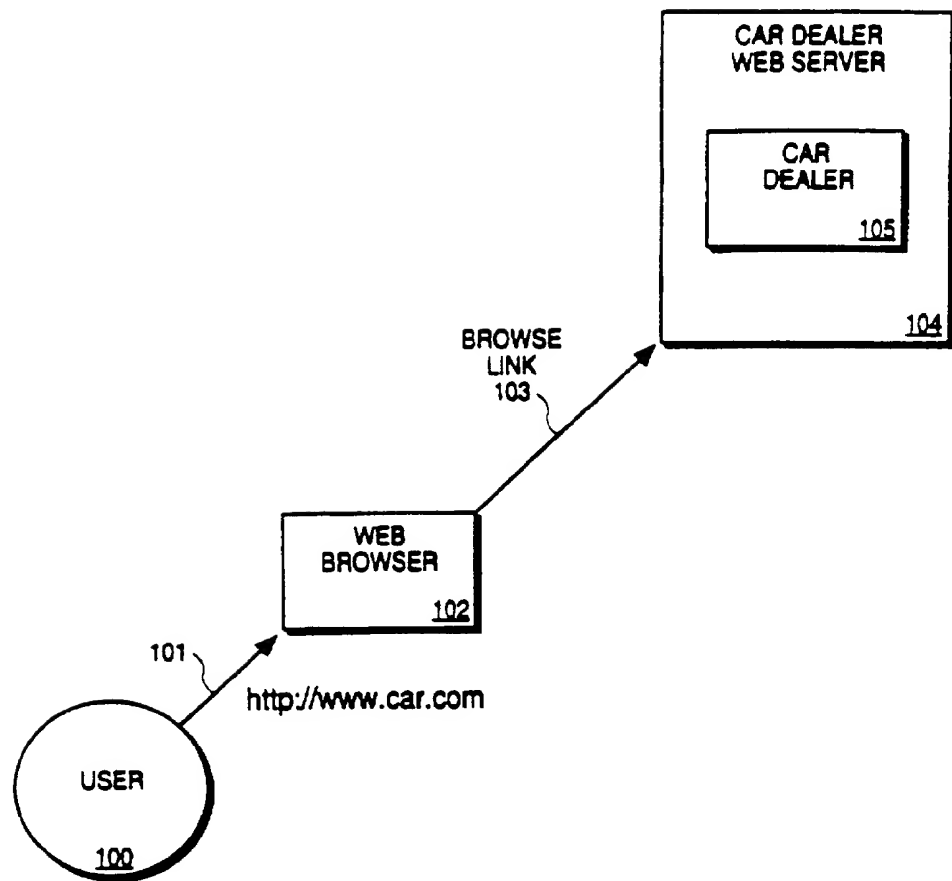 CAR DEALER
WEB SERVER
CAR
DEALER
105
104
BROWSE
LINK
103
WEB
BROWSER
102
101
http://www.car.com
USER
100